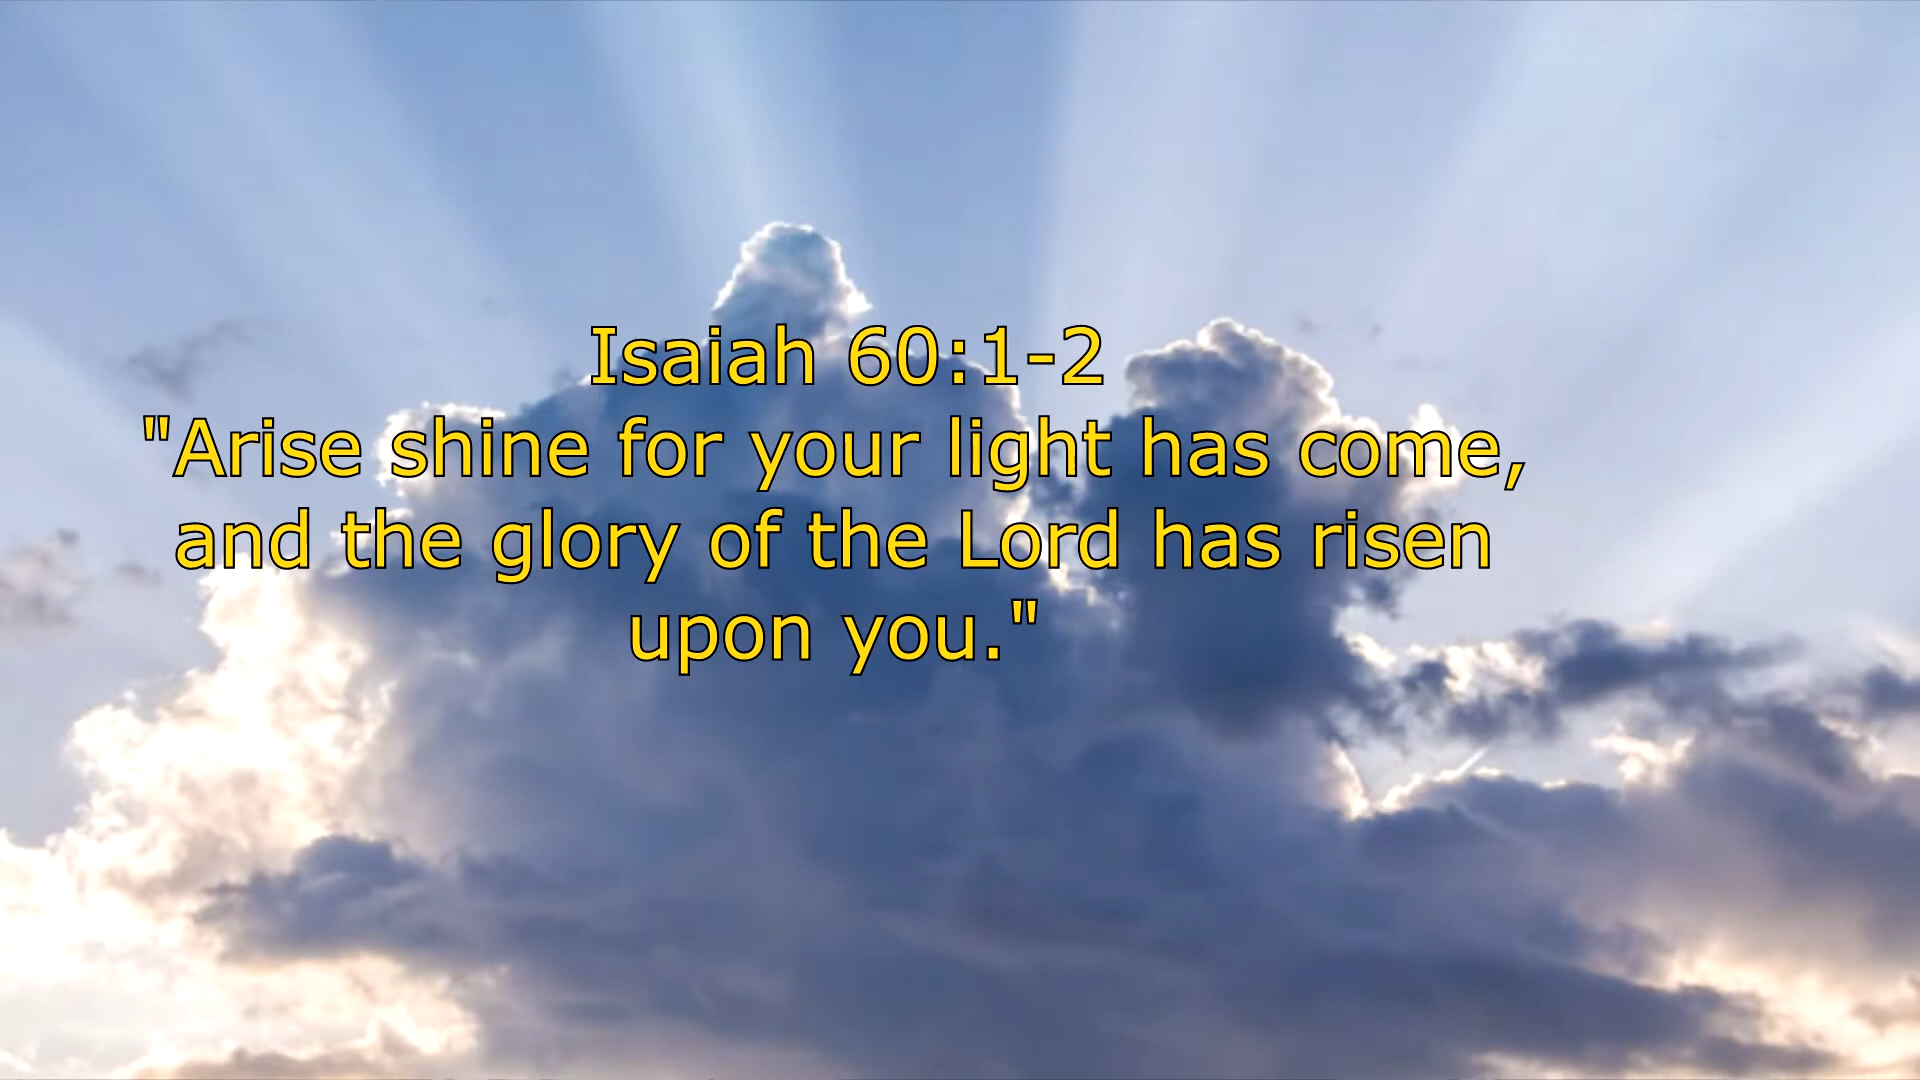 Isaiah 60:1-2
"Arise shine for your light has come,
and the glory of the Lord has risen
upon you."